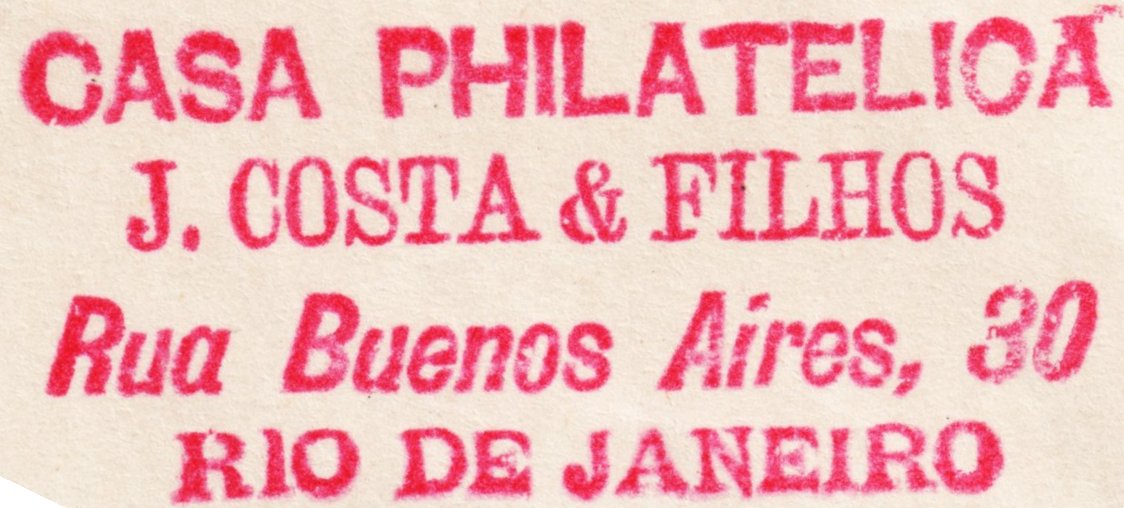 CASA PHILATELICA
J. COSTA & FILHOS
Rua Buenos Aires, 30
RIO DE JANEIRO